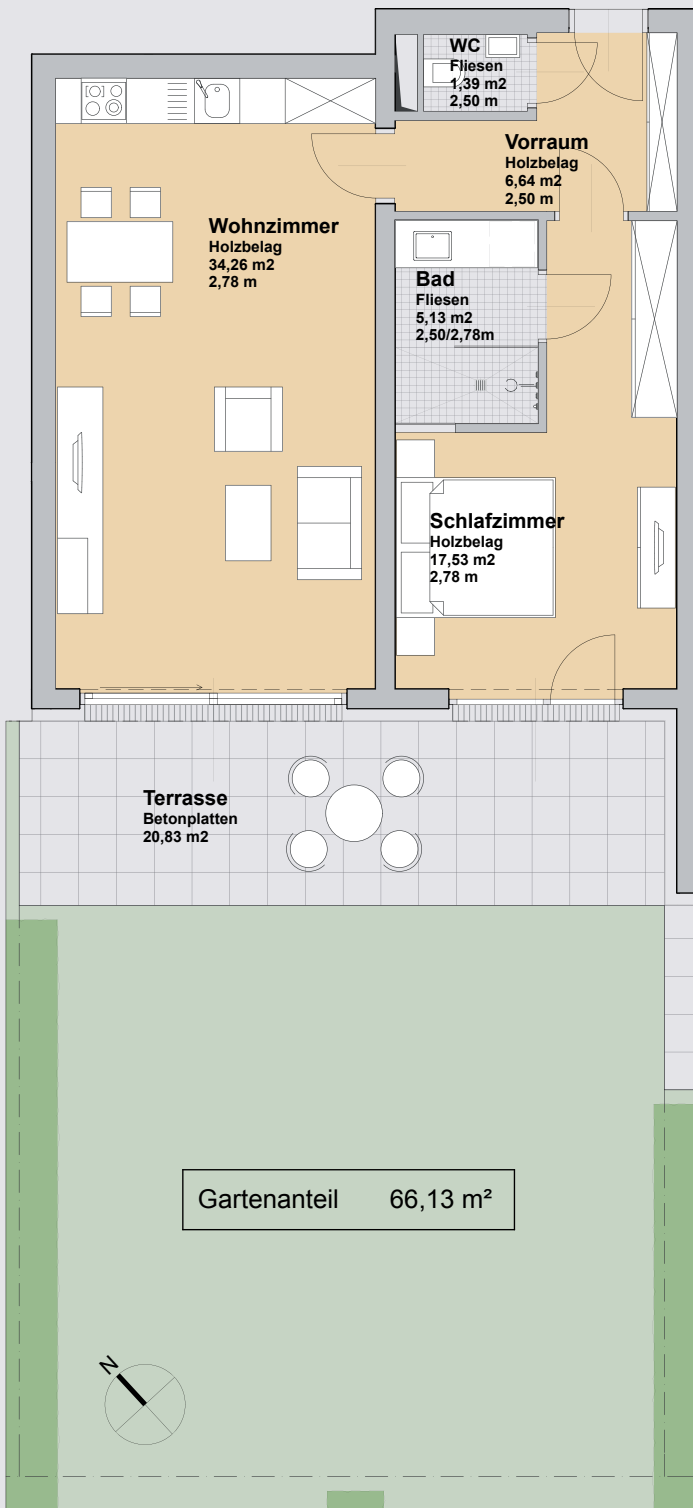 WC
Fliesen
1,39 m2
2,50 m
Vorraum
Holzbelag
6,64 m2
2,50 m
Wohnzimmer
Holzbelag
34,26 m2
2,78 m
Bad
Fliesen
5,13 m2
2,50/2,78m
Schlafzimmer
Holzbelag
17,53 m2
2,78 m
Terrasse
Betonplatten
20,83 m2
Gartenanteil 66,13 m²
N